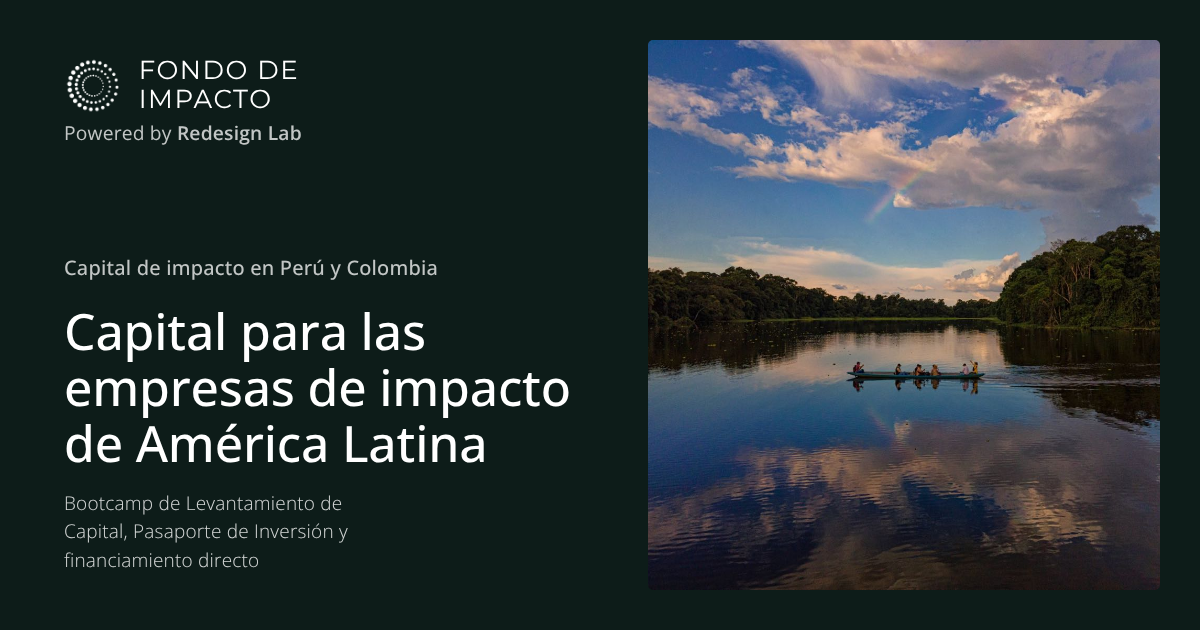 FONDO DE
IMPACTO
Powered by Redesign Lab
Capital de impacto en Perú y Colombia
Capital para las
empresas de impacto
de América Latina
Bootcamp de Levantamiento de
Capital, Pasaporte de Inversión y
financiamiento directo